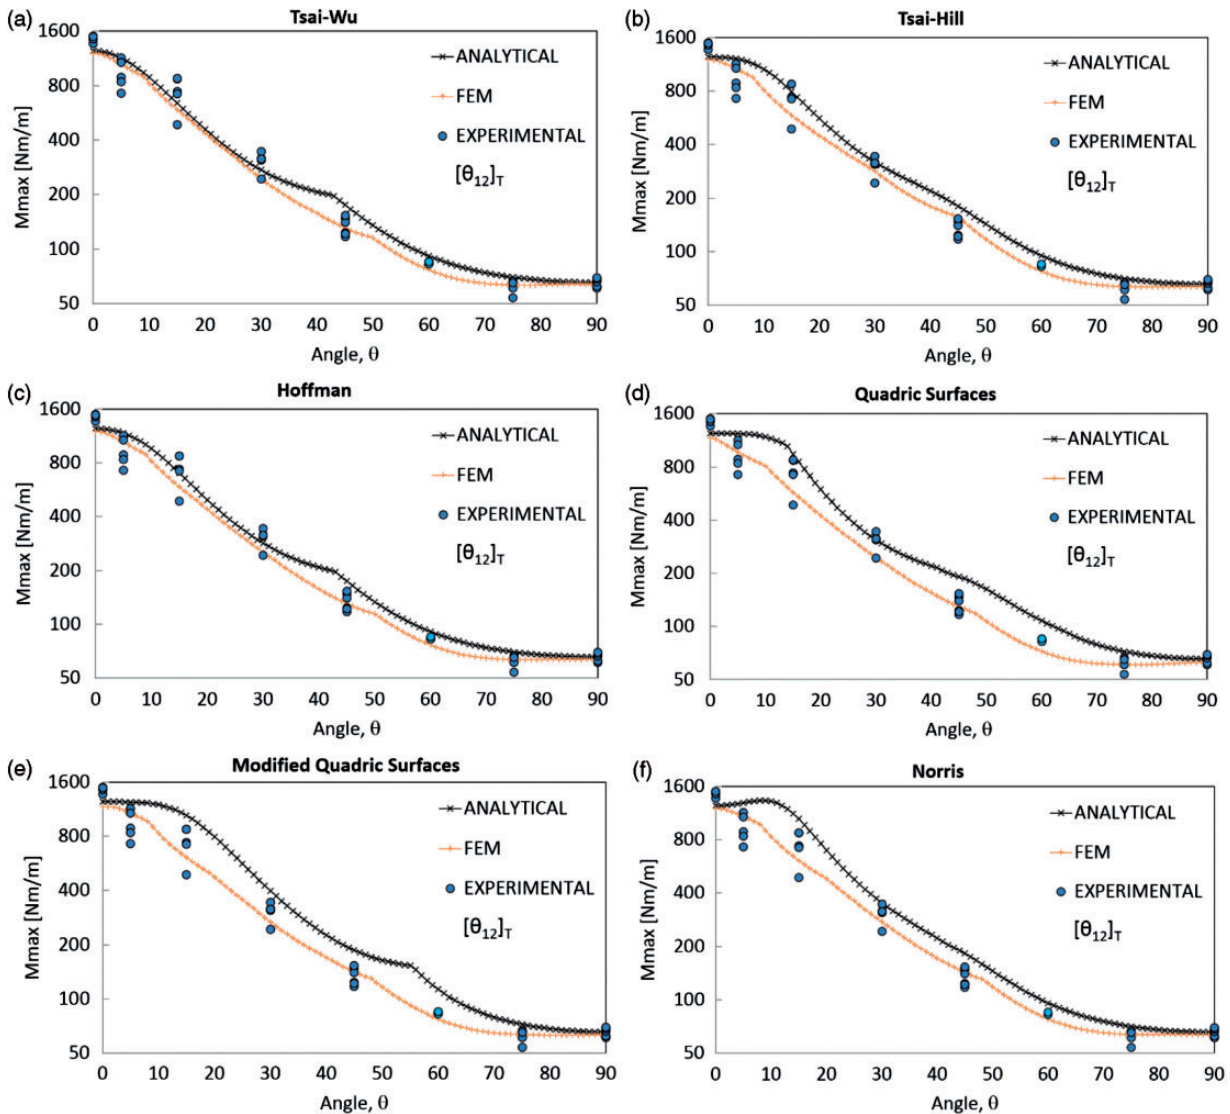 (a)
Tsai-Wu
1600
800
400
200
100
50
Mmax [Nm/m]
ANALYTICAL
FEM
EXPERIMENTAL
[θ12]T
0 10 20 30 40 50 60 70 80 90
Angle, θ
(b)
Tsai-Hill
1600
800
400
200
100
50
Mmax [Nm/m]
ANALYTICAL
FEM
EXPERIMENTAL
[θ12]T
0 10 20 30 40 50 60 70 80 90
Angle, θ
(c)
Hoffman
1600
800
400
200
100
50
Mmax [Nm/m]
ANALYTICAL
FEM
EXPERIMENTAL
[θ12]T
0 10 20 30 40 50 60 70 80 90
Angle, θ
(d)
Quadric Surfaces
1600
800
400
200
100
50
Mmax [Nm/m]
ANALYTICAL
FEM
EXPERIMENTAL
[θ12]T
0 10 20 30 40 50 60 70 80 90
Angle, θ
(e)
Modified Quadric Surfaces
1600
800
400
200
100
50
Mmax [Nm/m]
ANALYTICAL
FEM
EXPERIMENTAL
[θ12]T
0 10 20 30 40 50 60 70 80 90
Angle, θ
(f)
Norris
1600
800
400
200
100
50
Mmax [Nm/m]
ANALYTICAL
FEM
EXPERIMENTAL
[θ12]T
0 10 20 30 40 50 60 70 80 90
Angle, θ